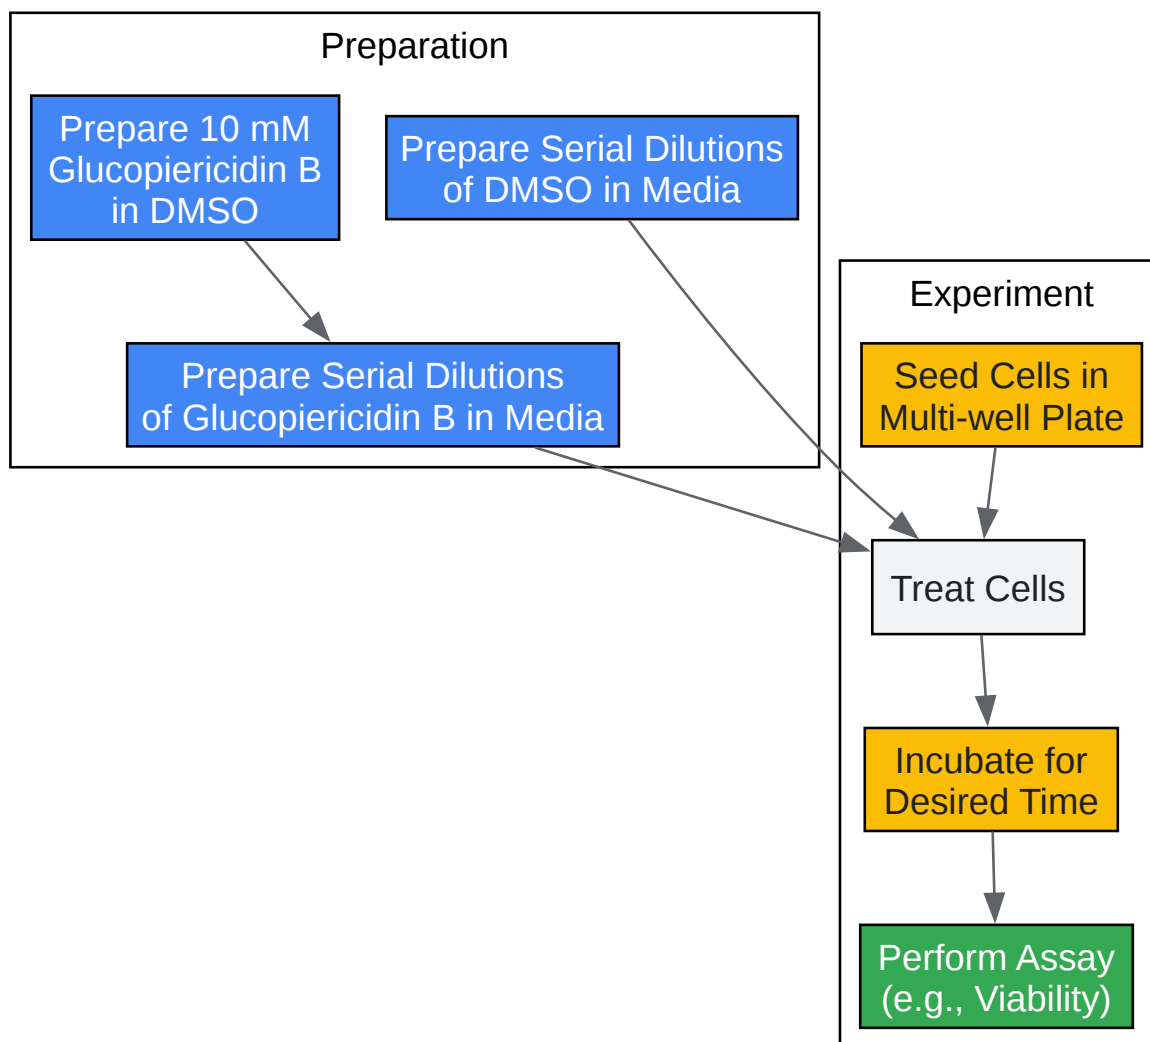 Preparation
Prepare 10 mM
Glucopiericidin B
in DMSO
Prepare Serial Dilutions
of DMSO in Media
Prepare Serial Dilutions
of Glucopiericidin B in Media
Experiment
Seed Cells in
Multi-well Plate
Treat Cells
Incubate for
Desired Time
Perform Assay
(e.g., Viability)